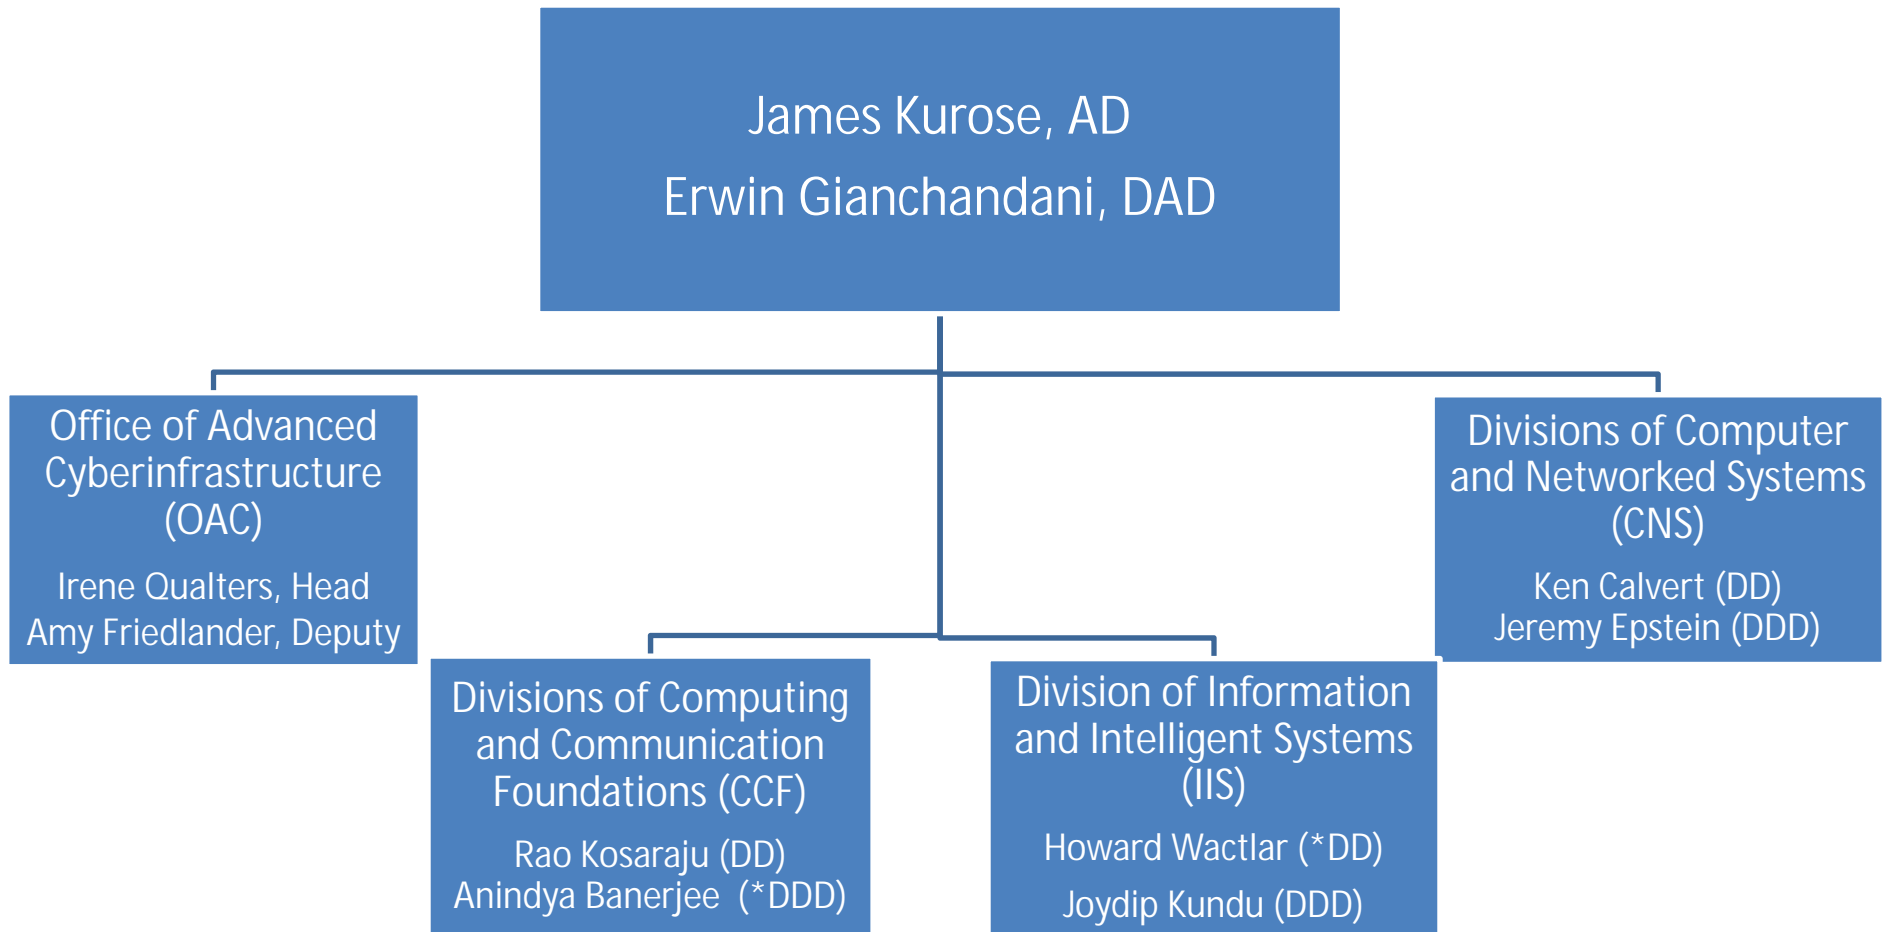 James Kurose, AD
Erwin Gianchandani, DAD
Office of Advanced
Cyberinfrastructure
(OAC)
Irene Qualters, Head
Amy Friedlander, Deputy
Divisions of Computing
and Communication
Foundations (CCF)
Rao Kosaraju (DD)
Anindya Banerjee (*DDD)
Division of Information
and Intelligent Systems
(IIS)
Howard Wactlar (*DD)
Joydip Kundu (DDD)
Divisions of Computer
and Networked Systems
(CNS)
Ken Calvert (DD)
Jeremy Epstein (DDD)